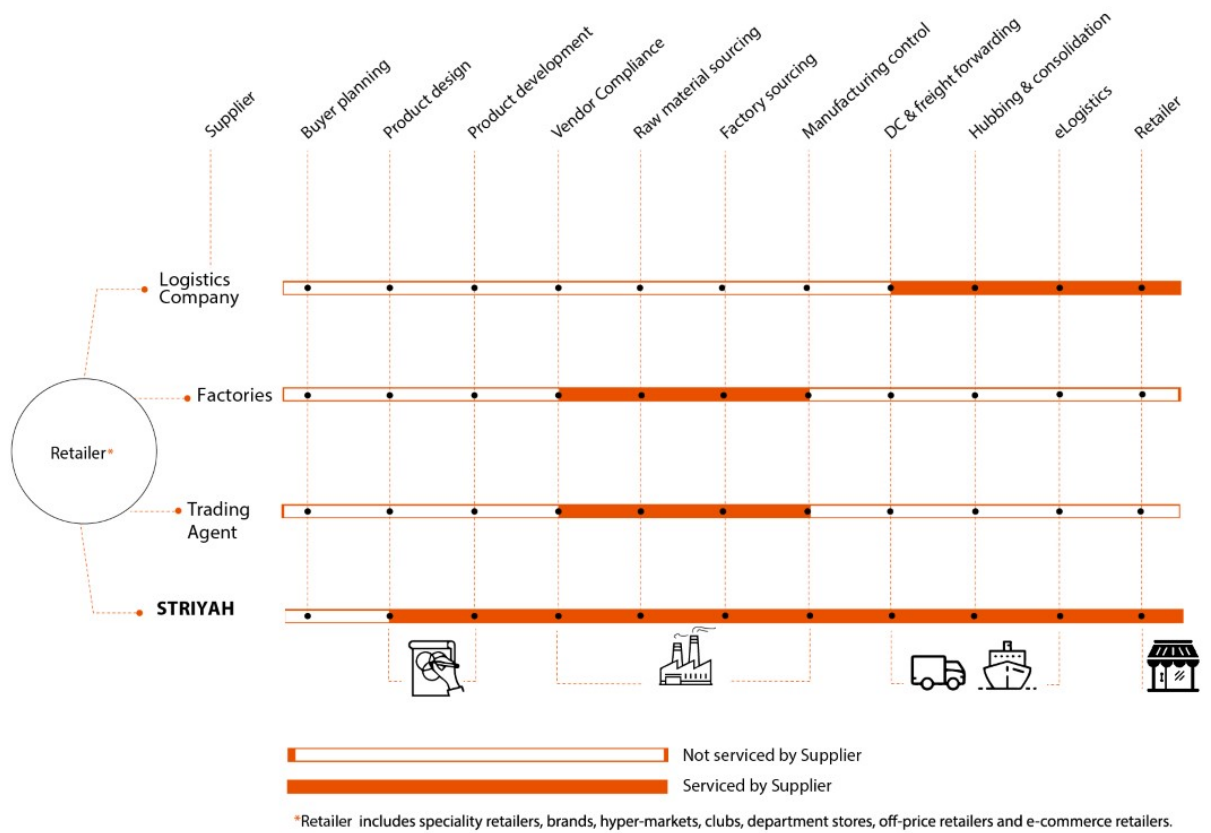 Supplier
Buyer planning
Product design
Product development
Vendor Compliance
Raw material sourcing
Factory sourcing
Manufacturing control
DC & freight forwarding
Hubbing & consolidation
eLogistics
Retailer
Logistics
Company
Factories
Retailer*
Trading
Agent
STRIYAH
Not serviced by Supplier
Serviced by Supplier
*Retailer includes speciality retailers, brands, hyper-markets, clubs, department stores, off-price retailers and e-commerce retailers.